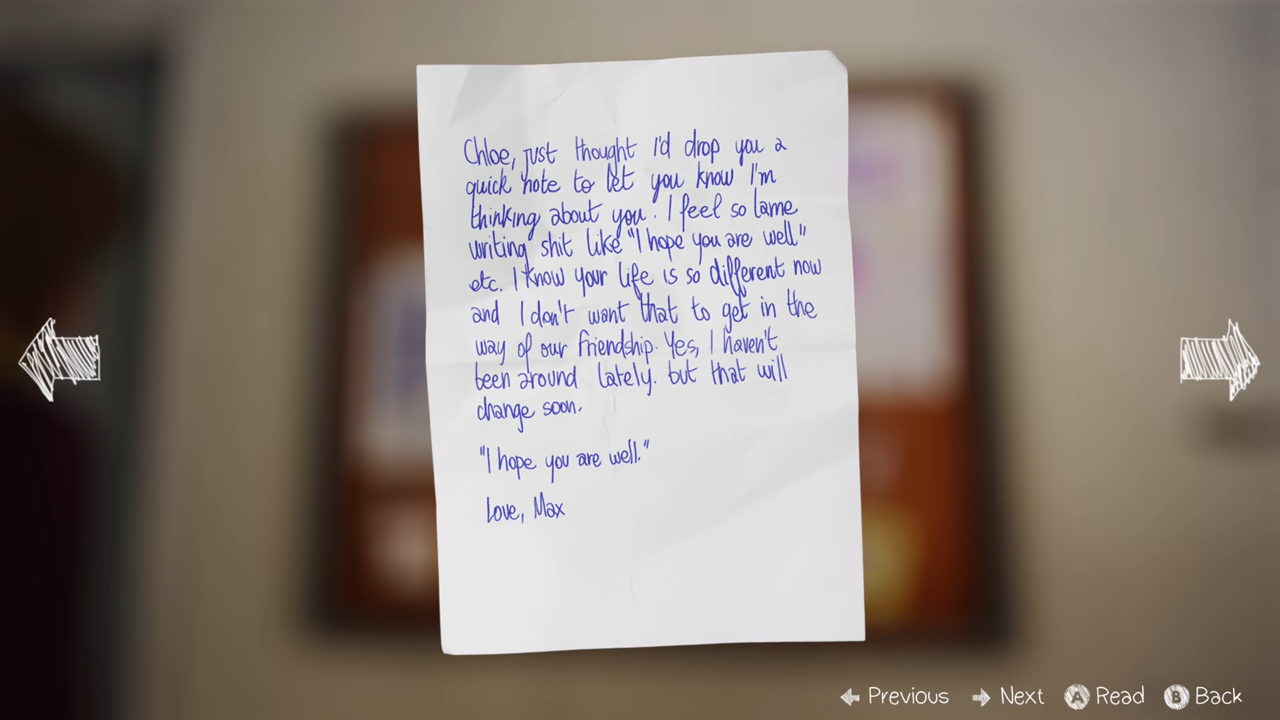 Chloe, just thought I'd drop you a
quick note to let you know I'm
thinking about you. I feel so lame
writing shit like "I hope you are well"
etc. I know your life is so different now
and I don't want that to get in the
way of our friendship. Yes, I haven't
been around lately. but that will
change soon.
"I hope you are well."
Love, Max
Previous Next A Read B Back